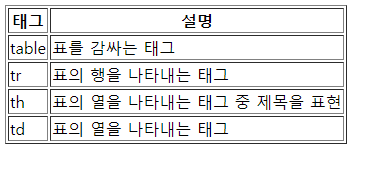 태그 설명
table 표를 감싸는 태그
tr 표의 행을 나타내는 태그
th 표의 열을 나타내는 태그 중 제목을 표현
td 표의 열을 나타내는 태그